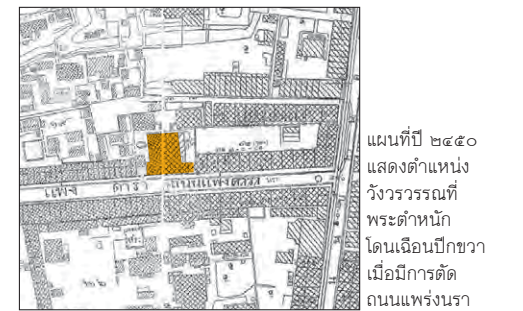 แผนที่ปี ๒๔๕๐
แสดงตำแหน่ง
วังวรวรรณที่
พระตำหนัก
โดนเฉือนปีกขวา
เมื่อมีการตัด
ถนนแพร่งนรา